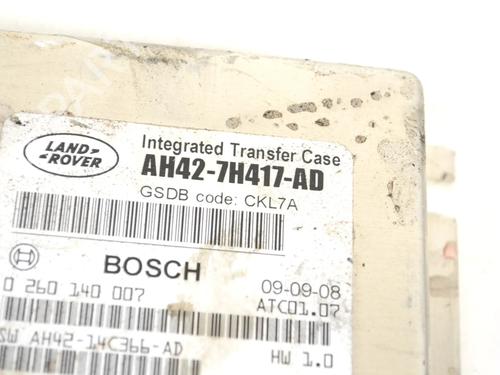 LAND
ROVER
Integrated Transfer Case
AH42-7H417-AD
GSDB code: CKL7A
BOSCH
09-09-08
0 260 140 007
ATC01.07
SW AH42-14C366-AD
HW 1.0